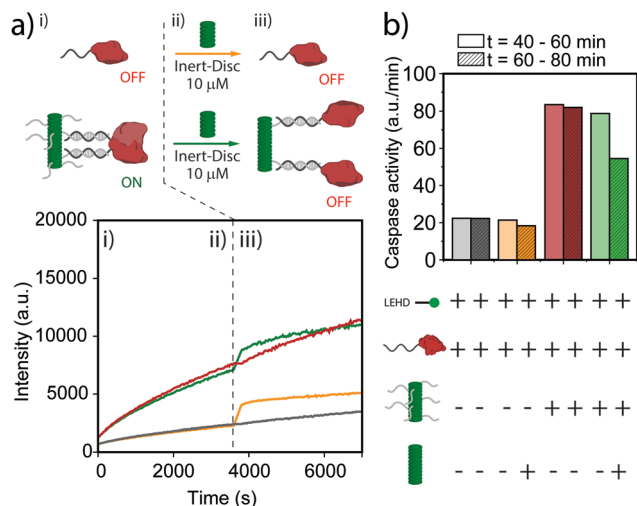 a)
i)
ii)
iii)
OFF
Inert-Disc
10 µM
OFF
ON
Inert-Disc
10 µM
OFF
20000
15000
10000
5000
0
Intensity (a.u.)
i)
ii)
iii)
0 2000 4000 6000
Time (s)
b)
t = 40 - 60 min
t = 60 - 80 min
100
80
60
40
20
0
Caspase activity (a.u./min)
LEHD + + + + + + + +
+ + + + + + + +
- - - - + + + +
- - - + - - - +